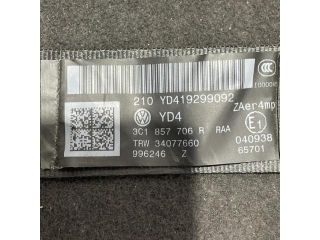 210 YD419299092
YD4
ZAer4mp
3C1 857 706 R RAA
E1
TRW 34077660
040938
996246 Z
65701